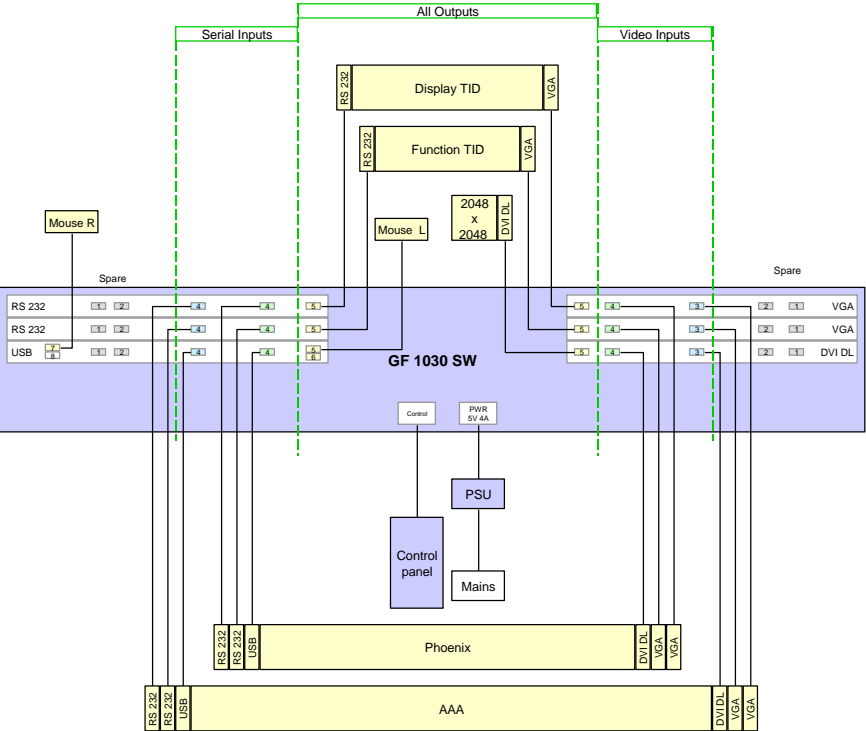 All Outputs
Serial Inputs
Video Inputs
RS 232
Display TID
VGA
RS 232
Function TID
VGA
Mouse R
Mouse L
2048
x
2048
DVI DL
Spare
Spare
RS 232 1 2 4 4 5
5 4 3 2 1 VGA
RS 232 1 2 4 4 5
5 4 3 2 1 VGA
USB 7 8 1 2 4 4 5 6
5 4 3 2 1 DVI DL
GF 1030 SW
Control
PWR
5V 4A
PSU
Control
panel
Mains
RS 232
RS 232
USB
Phoenix
DVI DL
VGA
VGA
RS 232
RS 232
USB
AAA
DVI DL
VGA
VGA